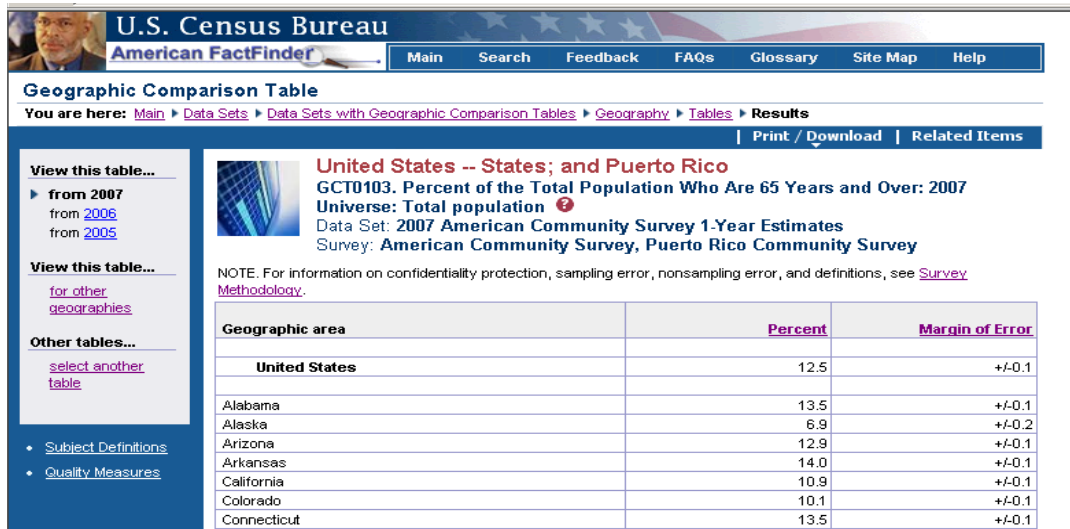 U.S. Census Bureau
American FactFinder
Main Search Feedback FAQs Glossary Site Map Help
Geographic Comparison Table
You are here: Main ▶ Data Sets ▶ Data Sets with Geographic Comparison Tables ▶ Geography ▶ Tables ▶ Results
| Print / Download | Related Items
View this table...
from 2007
from 2006
from 2005
View this table...
for other
geographies
Other tables...
select another
table
• Subject Definitions
• Quality Measures
United States -- States; and Puerto Rico
GCT0103. Percent of the Total Population Who Are 65 Years and Over: 2007
Universe: Total population ?
Data Set: 2007 American Community Survey 1-Year Estimates
Survey: American Community Survey, Puerto Rico Community Survey
NOTE. For information on confidentiality protection, sampling error, nonsampling error, and definitions, see Survey
Methodology.
Geographic area Percent Margin of Error
United States 12.5 +/-0.1
Alabama 13.5 +/-0.1
Alaska 6.9 +/-0.2
Arizona 12.9 +/-0.1
Arkansas 14.0 +/-0.1
California 10.9 +/-0.1
Colorado 10.1 +/-0.1
Connecticut 13.5 +/-0.1